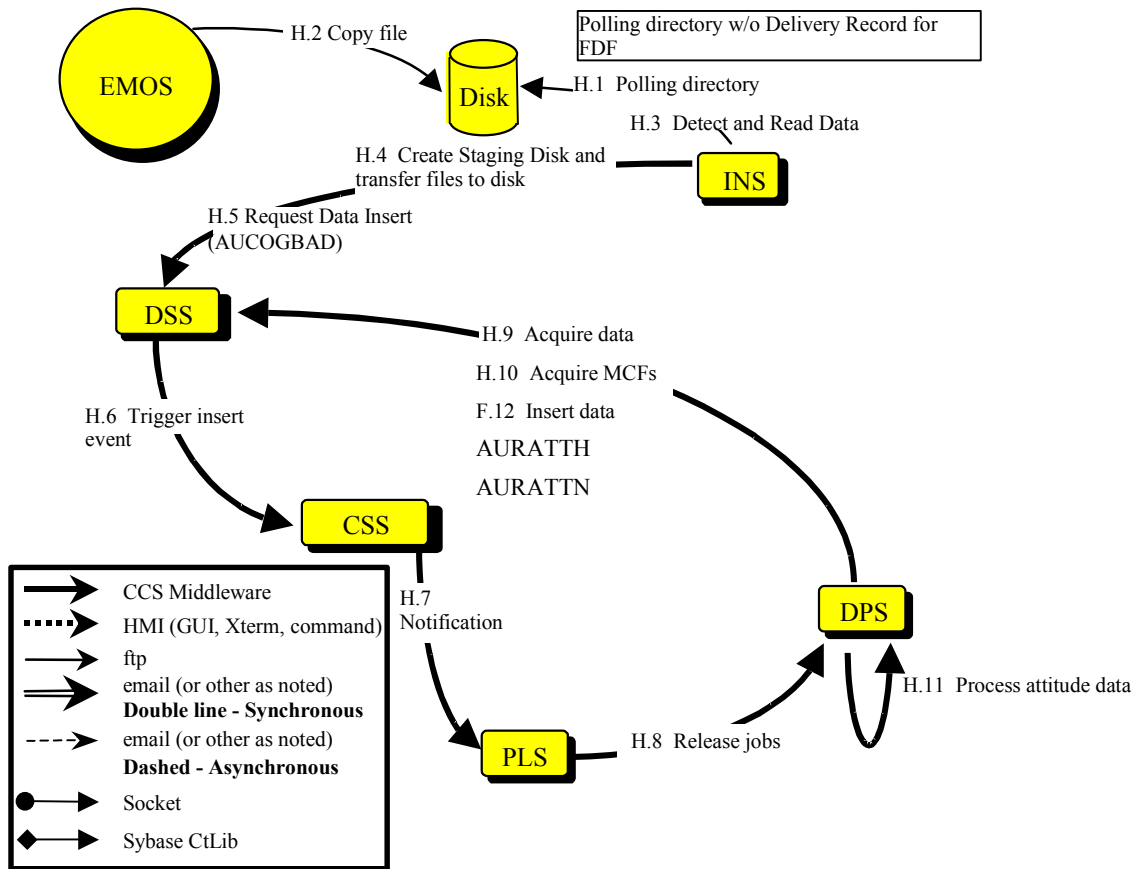 Polling directory w/o Delivery Record for
FDF
H.2 Copy file
EMOS
Disk
H.1 Polling directory
H.3 Detect and Read Data
H.4 Create Staging Disk and
transfer files to disk
INS
H.5 Request Data Insert
(AUCOGBAD)
DSS
H.9 Acquire data
H.10 Acquire MCFs
F.12 Insert data
AURATTH
AURATTN
H.6 Trigger insert
event
CSS
H.7
Notification
DPS
H.11 Process attitude data
H.8 Release jobs
PLS
CCS Middleware
HMI (GUI, Xterm, command)
ftp
email (or other as noted)
Double line - Synchronous
email (or other as noted)
Dashed - Asynchronous
Socket
Sybase CtLib